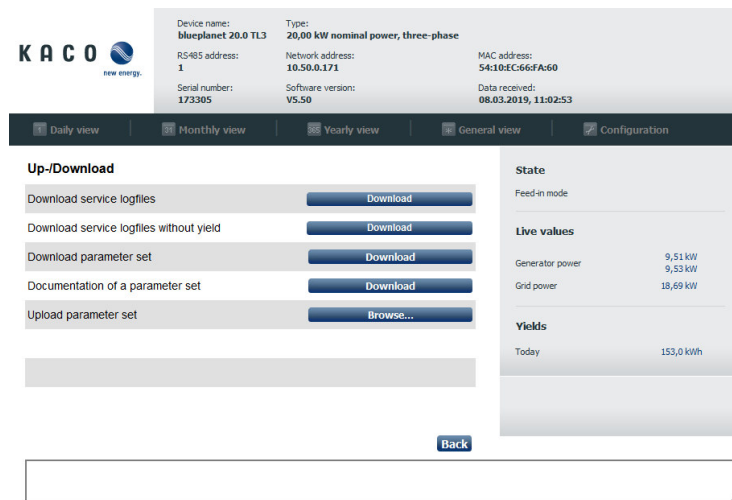 KACO
new energy.
Device name:
blueplanet 20.0 TL3
Type:
20,00 kW nominal power, three-phase
RS485 address:
1
Network address:
10.50.0.171
MAC address:
54:10:EC:66:FA:60
Serial number:
173305
Software version:
V5.50
Data received:
08.03.2019, 11:02:53
1 Daily view
31 Monthly view
365 Yearly view
General view
Configuration
Up-/Download
Download service logfiles Download
Download service logfiles without yield Download
Download parameter set Download
Documentation of a parameter set Download
Upload parameter set Browse...
Back
State
Feed-in mode
Live values
Generator power 9,51 kW
9,53 kW
Grid power 18,69 kW
Yields
Today 153,0 kWh